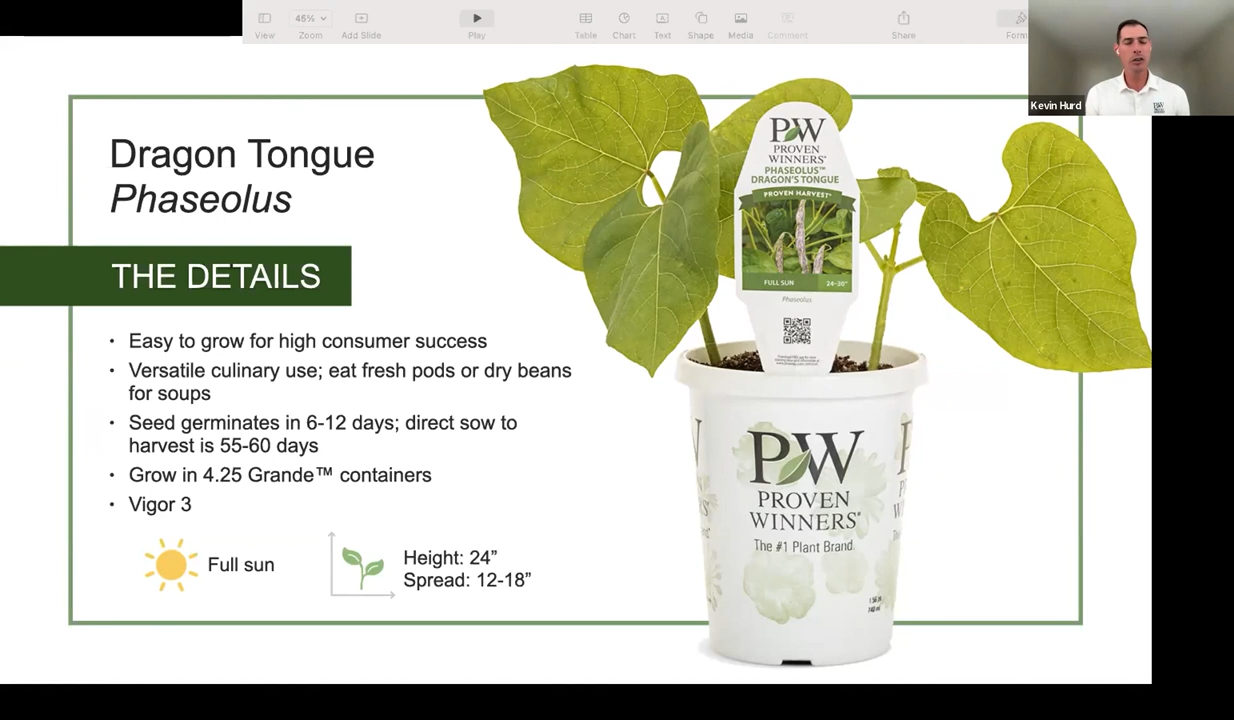 45%
View
Zoom
Add Slide
Play
Table
Chart
Text
Shape
Media
Comment
Share
Form
Kevin Hurd
PW
Dragon Tongue
Phaseolus
THE DETAILS
• Easy to grow for high consumer success
• Versatile culinary use; eat fresh pods or dry beans
for soups
• Seed germinates in 6-12 days; direct sow to
harvest is 55-60 days
• Grow in 4.25 Grande™ containers
• Vigor 3
Full sun
Height: 24”
Spread: 12-18”
PW
PROVEN
WINNERS®
PHASEOLUS™
DRAGON'S TONGUE
PROVEN HARVEST®
FULL SUN 24-30"
Phaseolus
PW
PROVEN
WINNERS®
The #1 Plant Brand.